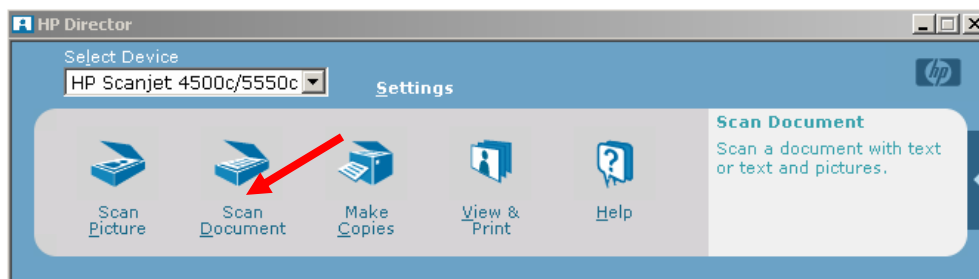 HP Director
Select Device
HP Scanjet 4500c/5550c
Settings
hp
Scan Document
Scan a document with text
or text and pictures.
Scan
Picture
Scan
Document
Make
Copies
View &
Print
Help